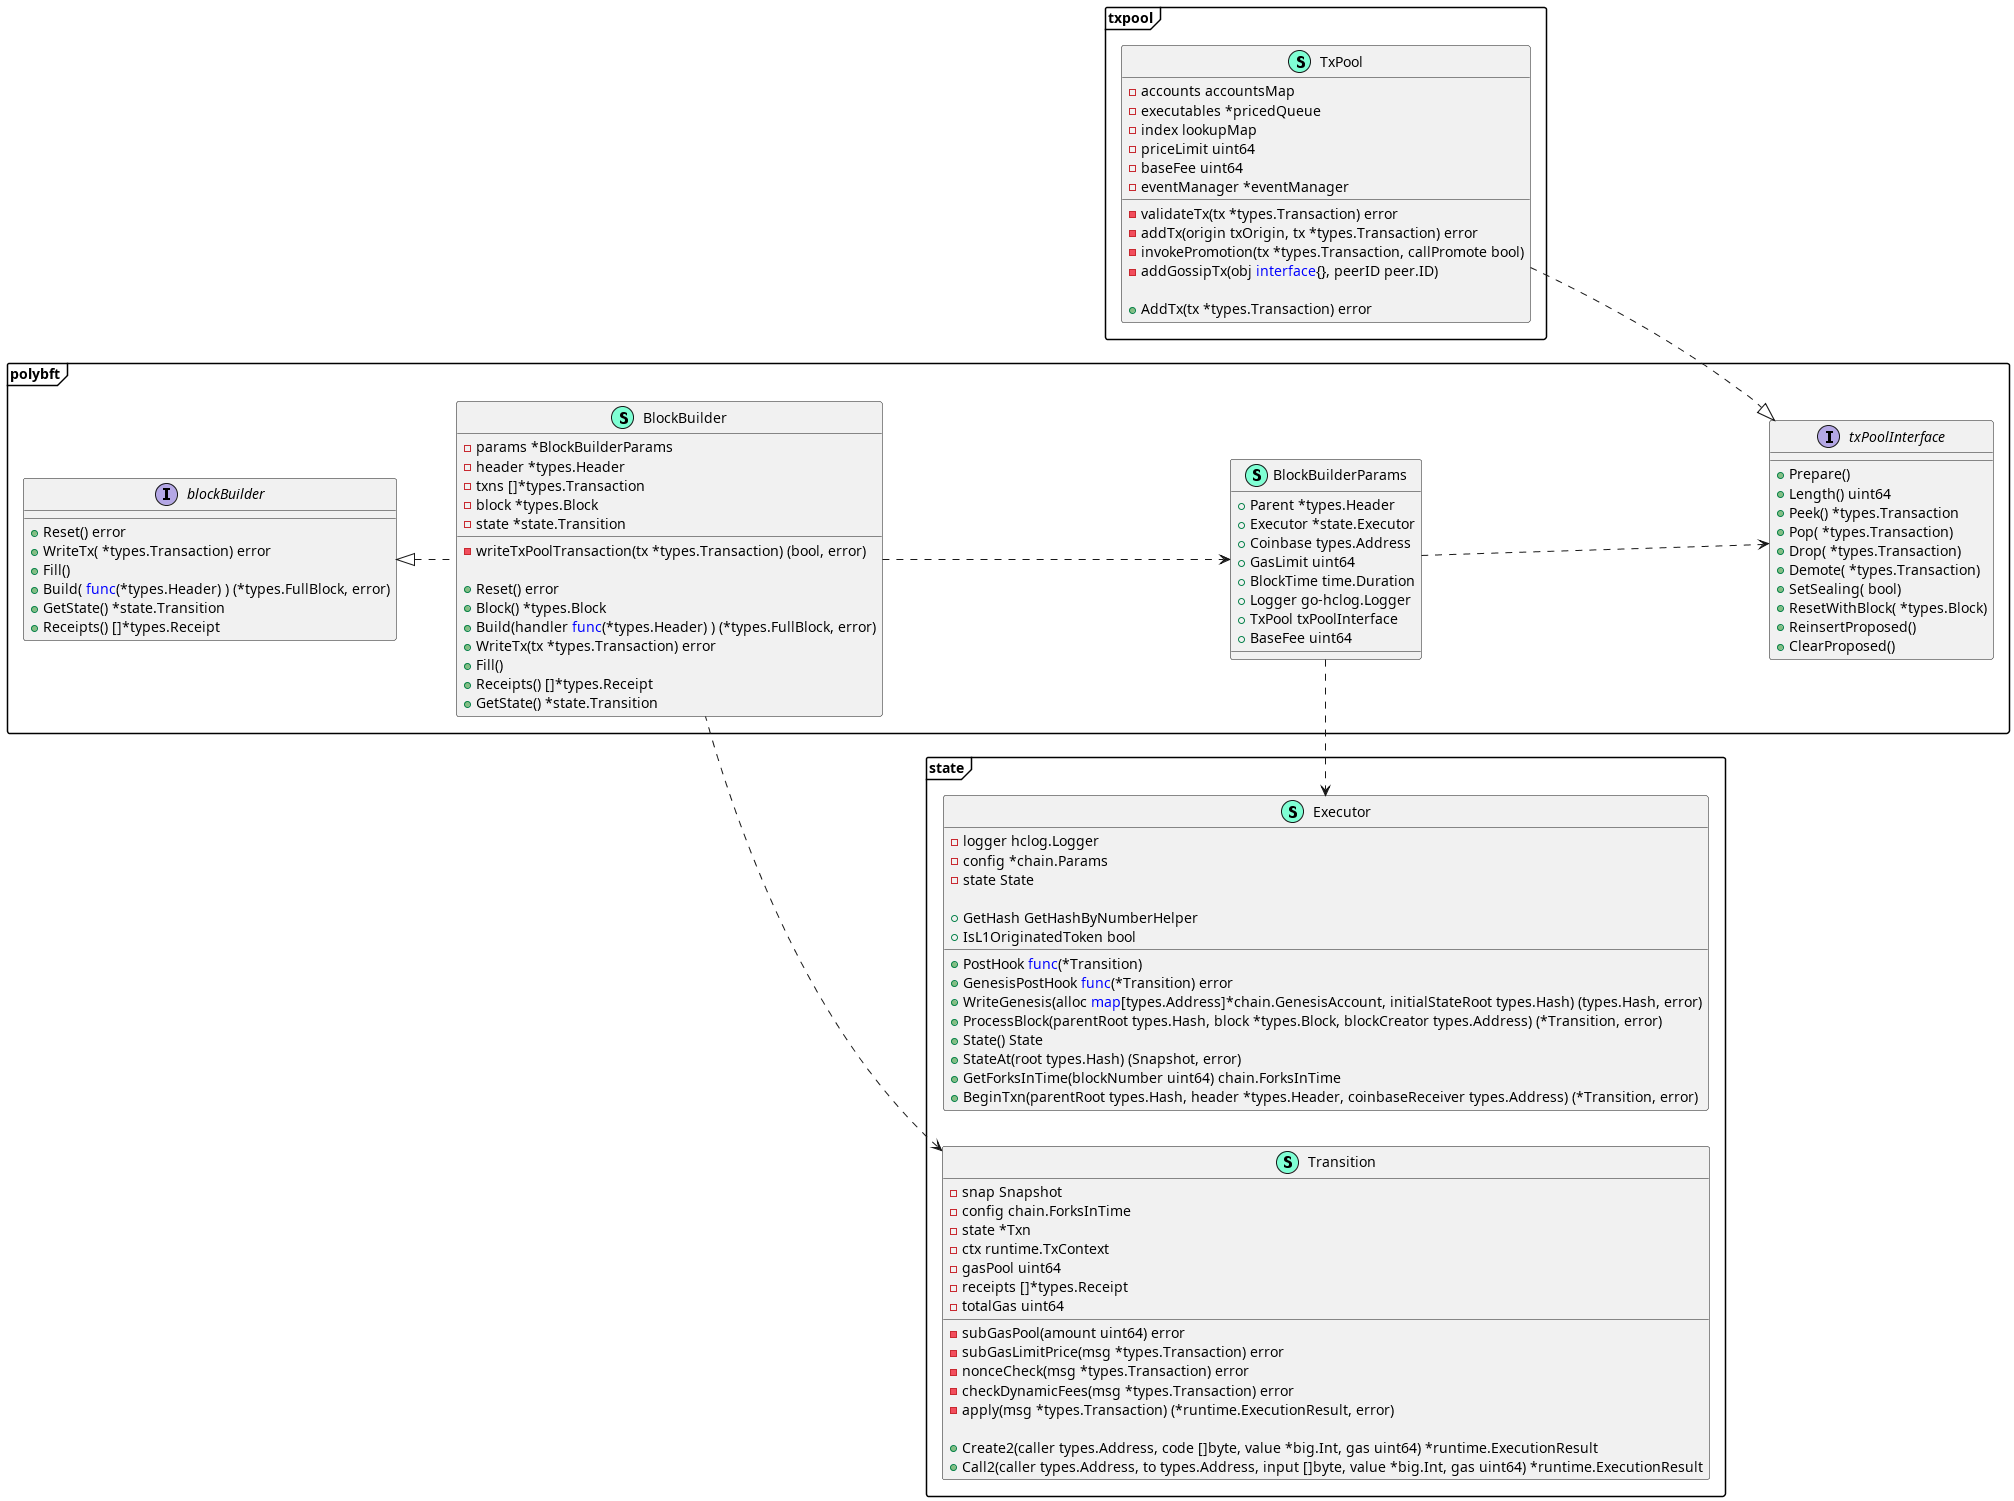 txpool
S TxPool
accounts accountsMap
executables *pricedQueue
index lookupMap
priceLimit uint64
baseFee uint64
eventManager *eventManager
validateTx(tx *types.Transaction) error
addTx(origin txOrigin, tx *types.Transaction) error
invokePromotion(tx *types.Transaction, callPromote bool)
addGossipTx(obj interface{}, peerID peer.ID)
AddTx(tx *types.Transaction) error
polybft
I blockBuilder
Reset() error
WriteTx( *types.Transaction) error
Fill()
Build( func(*types.Header) ) (*types.FullBlock, error)
GetState() *state.Transition
Receipts() []*types.Receipt
S BlockBuilder
params *BlockBuilderParams
header *types.Header
txns []*types.Transaction
block *types.Block
state *state.Transition
writeTxPoolTransaction(tx *types.Transaction) (bool, error)
Reset() error
Block() *types.Block
Build(handler func(*types.Header) ) (*types.FullBlock, error)
WriteTx(tx *types.Transaction) error
Fill()
Receipts() []*types.Receipt
GetState() *state.Transition
S BlockBuilderParams
Parent *types.Header
Executor *state.Executor
Coinbase types.Address
GasLimit uint64
BlockTime time.Duration
Logger go-hclog.Logger
TxPool txPoolInterface
BaseFee uint64
I txPoolInterface
Prepare()
Length() uint64
Peek() *types.Transaction
Pop( *types.Transaction)
Drop( *types.Transaction)
Demote( *types.Transaction)
SetSealing( bool)
ResetWithBlock( *types.Block)
ReinsertProposed()
ClearProposed()
state
S Executor
logger hclog.Logger
config *chain.Params
state State
GetHash GetHashByNumberHelper
IsL1OriginatedToken bool
PostHook func(*Transition)
GenesisPostHook func(*Transition) error
WriteGenesis(alloc map[types.Address]*chain.GenesisAccount, initialStateRoot types.Hash) (types.Hash, error)
ProcessBlock(parentRoot types.Hash, block *types.Block, blockCreator types.Address) (*Transition, error)
State() State
StateAt(root types.Hash) (Snapshot, error)
GetForksInTime(blockNumber uint64) chain.ForksInTime
BeginTxn(parentRoot types.Hash, header *types.Header, coinbaseReceiver types.Address) (*Transition, error)
S Transition
snap Snapshot
config chain.ForksInTime
state *Txn
ctx runtime.TxContext
gasPool uint64
receipts []*types.Receipt
totalGas uint64
subGasPool(amount uint64) error
subGasLimitPrice(msg *types.Transaction) error
nonceCheck(msg *types.Transaction) error
checkDynamicFees(msg *types.Transaction) error
apply(msg *types.Transaction) (*runtime.ExecutionResult, error)
Create2(caller types.Address, code []byte, value *big.Int, gas uint64) *runtime.ExecutionResult
Call2(caller types.Address, to types.Address, input []byte, value *big.Int, gas uint64) *runtime.ExecutionResult